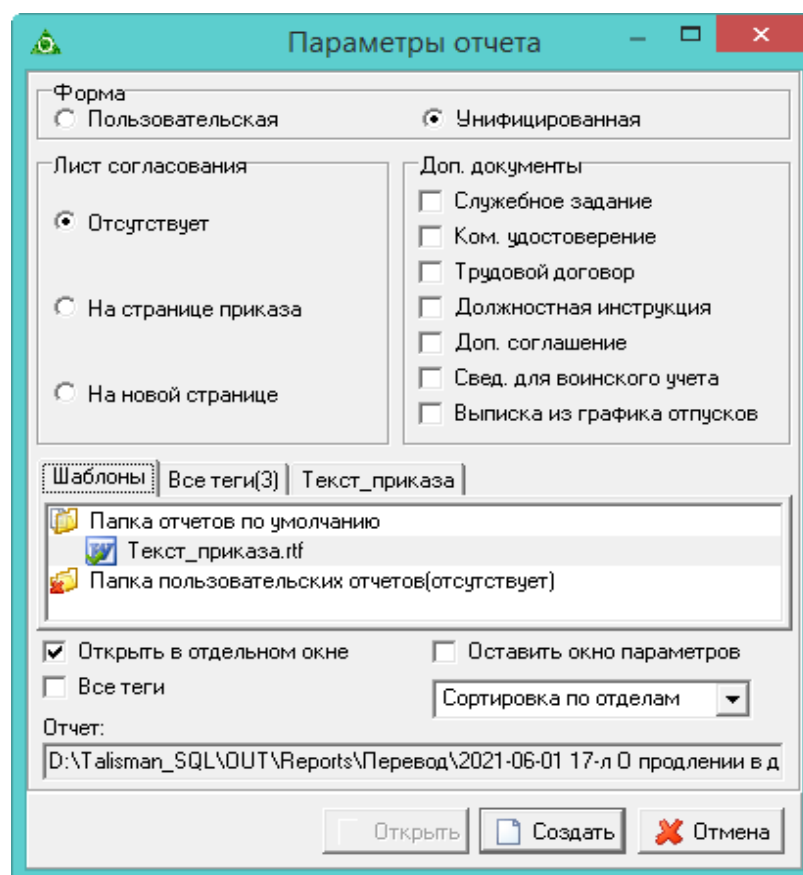 Параметры отчета
Форма
Пользовательская Унифицированная
Лист согласования Доп. документы
Отсутствует
На странице приказа
На новой странице
Служебное задание
Ком. удостоверение
Трудовой договор
Должностная инструкция
Доп. соглашение
Свед. для воинского учета
Выписка из графика отпусков
Шаблоны Все теги(3) Текст_приказа
Папка отчетов по умолчанию
Текст_приказа.rtf
Папка пользовательских отчетов(отсутствует)
Открыть в отдельном окне Оставить окно параметров
Все теги Сортировка по отделам
Отчет:
D:\Talisman_SQL\OUT\Reports\Перевод\2021-06-01 17-л О продлении в д
Открыть Создать Отмена